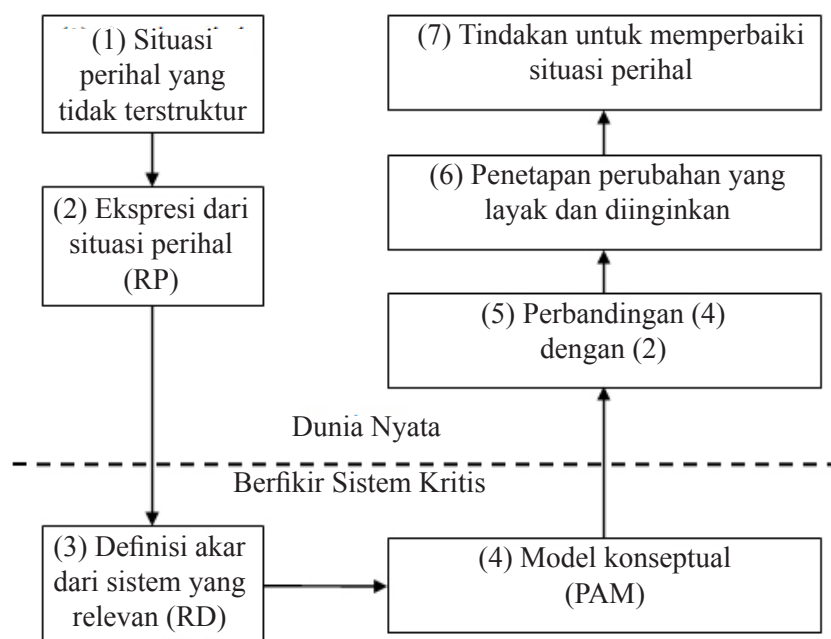 (1) Situasi
perihal yang
tidak terstruktur
(2) Ekspresi dari
situasi perihal
(RP)
(3) Definisi akar
dari sistem yang
relevan (RD)
(4) Model konseptual
(PAM)
(5) Perbandingan (4)
dengan (2)
(6) Penetapan perubahan yang
layak dan diinginkan
(7) Tindakan untuk memperbaiki
situasi perihal
Dunia Nyata
Berfikir Sistem Kritis